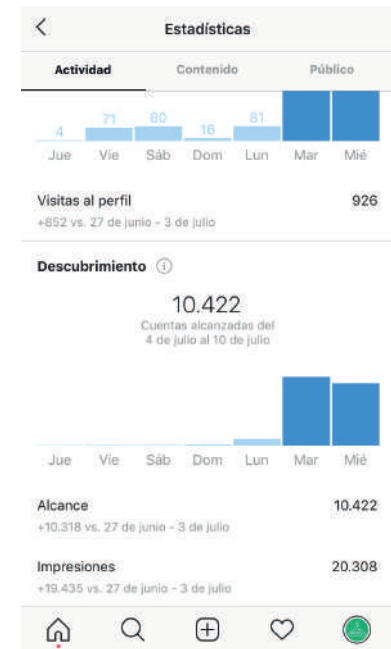 Estadísticas
Actividad Contenido Público
4 71 80 16 81
Jue Vie Sáb Dom Lun Mar Mié
Visitas al perfil 926
+852 vs. 27 de junio - 3 de julio
Descubrimiento
10.422
Cuentas alcanzadas del
4 de julio al 10 de julio
Jue Vie Sáb Dom Lun Mar Mié
Alcance 10.422
+10.318 vs. 27 de junio - 3 de julio
Impresiones 20.308
+19.435 vs. 27 de junio - 3 de julio